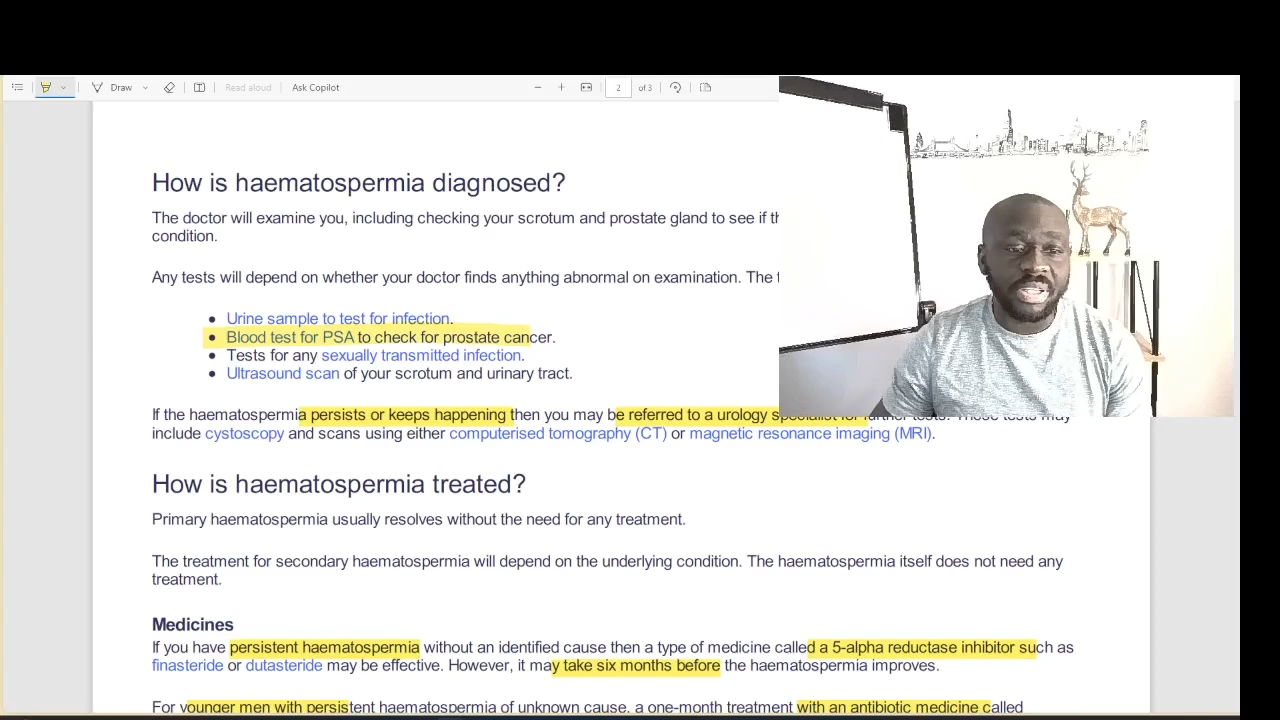 Draw
Read aloud
Ask Copilot
2
of 3
How is haematospermia diagnosed?
The doctor will examine you, including checking your scrotum and prostate gland to see if th
condition.
Any tests will depend on whether your doctor finds anything abnormal on examination. The t
Urine sample to test for infection.
Blood test for PSA to check for prostate cancer.
Tests for any sexually transmitted infection.
Ultrasound scan of your scrotum and urinary tract.
If the haematospermia persists or keeps happening then you may be referred to a urology specialist for further tests. These tests may
include cystoscopy and scans using either computerised tomography (CT) or magnetic resonance imaging (MRI).
How is haematospermia treated?
Primary haematospermia usually resolves without the need for any treatment.
The treatment for secondary haematospermia will depend on the underlying condition. The haematospermia itself does not need any
treatment.
Medicines
If you have persistent haematospermia without an identified cause then a type of medicine called a 5-alpha reductase inhibitor such as
finasteride or dutasteride may be effective. However, it may take six months before the haematospermia improves.
For younger men with persistent haematospermia of unknown cause, a one-month treatment with an antibiotic medicine called